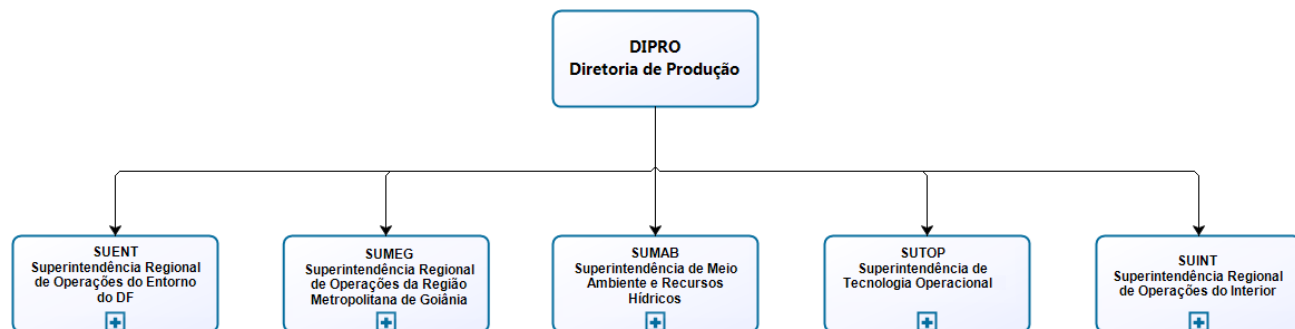 DIPRO
Diretoria de Produção
SUENT
Superintendência Regional
de Operações do Entorno
do DF
SUMEG
Superintendência Regional
de Operações da Região
Metropolitana de Goiânia
SUMAB
Superintendência de Meio
Ambiente e Recursos
Hídricos
SUTOP
Superintendência de
Tecnologia Operacional
SUINT
Superintendência Regional
de Operações do Interior